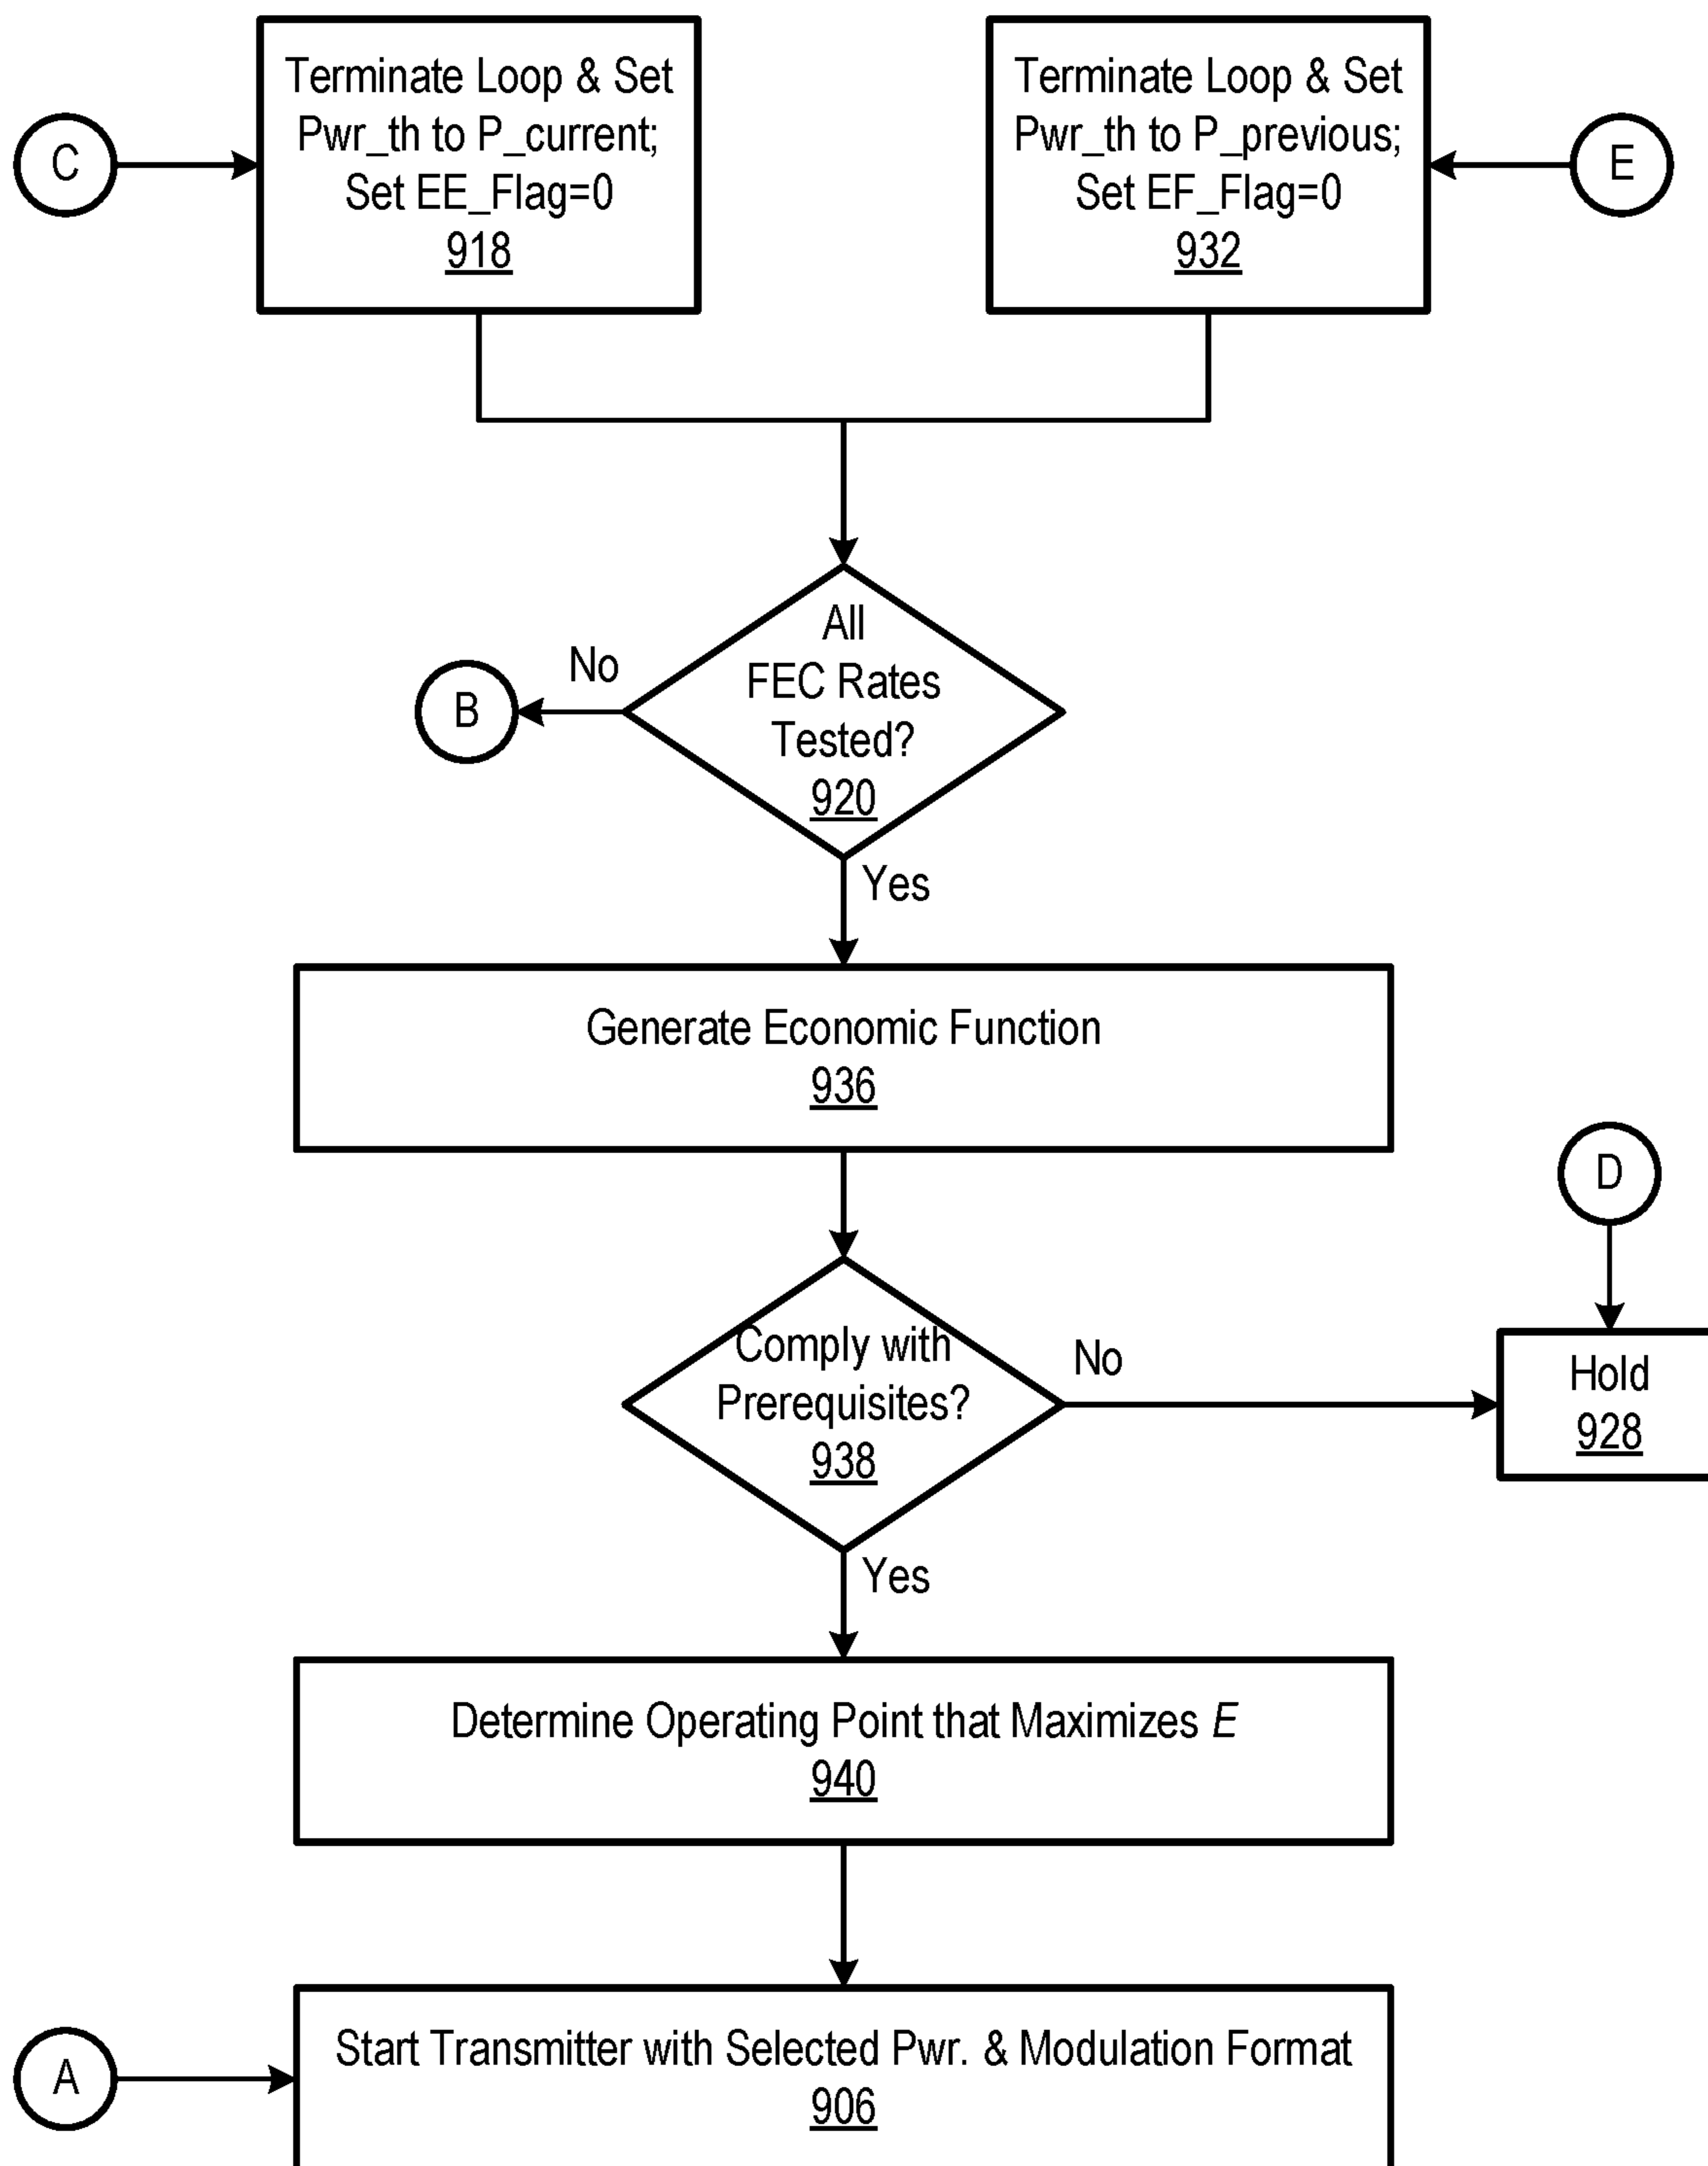 Terminate Loop & Set
Pwr_th to P_current;
Set EE_Flag=0
918
Terminate Loop & Set
Pwr_th to P_previous;
Set EF_Flag=0
932
C
E
All
FEC Rates
Tested?
920
No
B
Yes
Generate Economic Function
936
D
Comply with
Prerequisites?
938
No
Hold
928
Yes
Determine Operating Point that Maximizes E
940
A
Start Transmitter with Selected Pwr. & Modulation Format
906